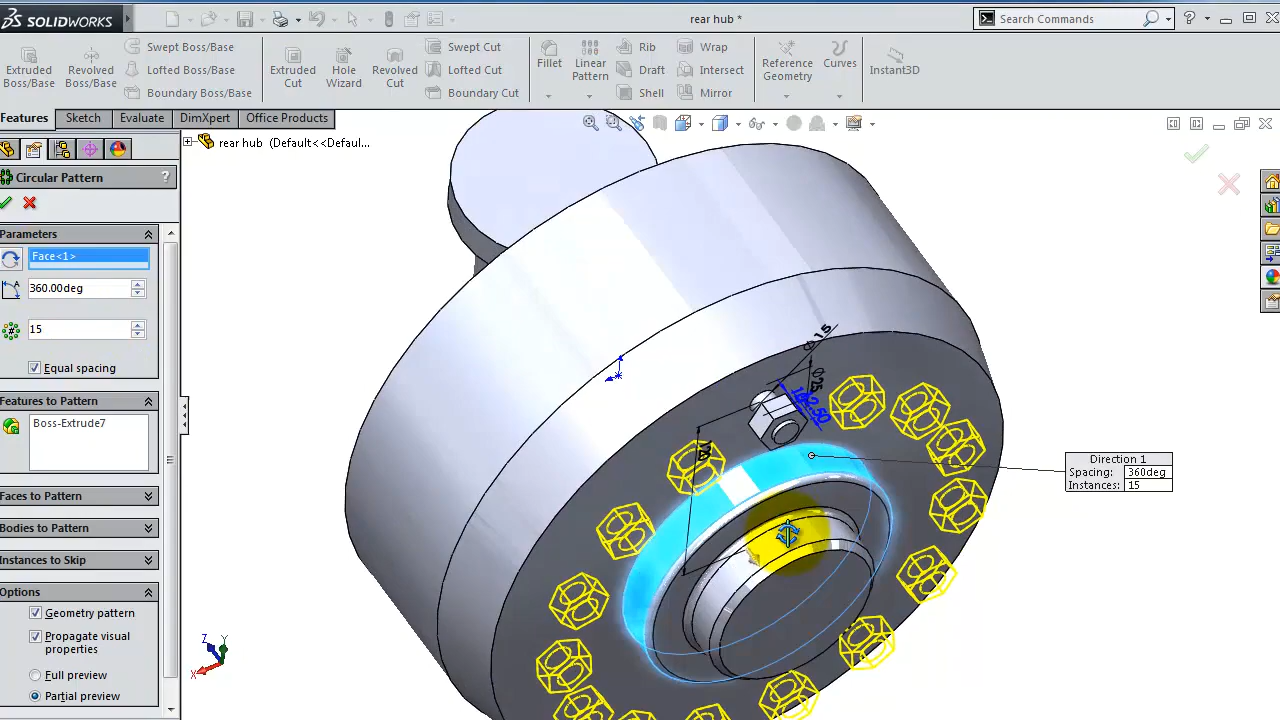 SOLIDWORKS
rear hub *
Search Commands
?
Extruded Boss/Base
Revolved Boss/Base
Swept Boss/Base
Lofted Boss/Base
Boundary Boss/Base
Extruded Cut
Hole Wizard
Revolved Cut
Swept Cut
Lofted Cut
Boundary Cut
Fillet
Linear Pattern
Rib
Draft
Shell
Wrap
Intersect
Mirror
Reference Geometry
Curves
Instant3D
Features
Sketch
Evaluate
DimXpert
Office Products
rear hub (Default<<Defaul...
Circular Pattern
?
Parameters
Face<1>
360.00deg
15
Equal spacing
Features to Pattern
Boss-Extrude7
Faces to Pattern
Bodies to Pattern
Instances to Skip
Options
Geometry pattern
Propagate visual
properties
Full preview
Partial preview
Ø15
Ø25
162.50
120
Direction 1
Spacing: 360deg
Instances: 15
Z
Y
X